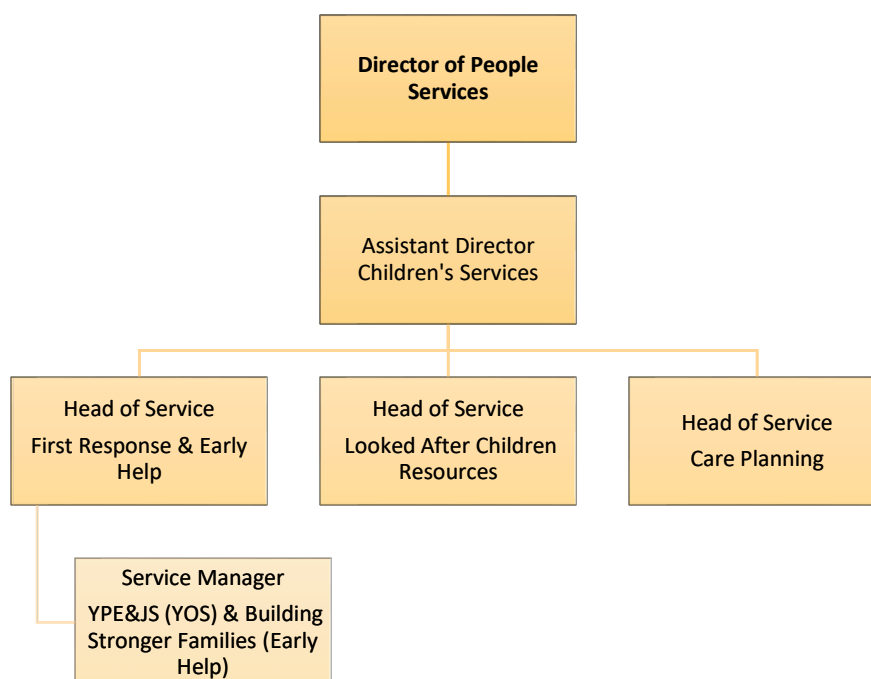 Director of People
Services
Assistant Director
Children's Services
Head of Service
First Response & Early
Help
Head of Service
Looked After Children
Resources
Head of Service
Care Planning
Service Manager
YPE&JS (YOS) & Building
Stronger Families (Early
Help)